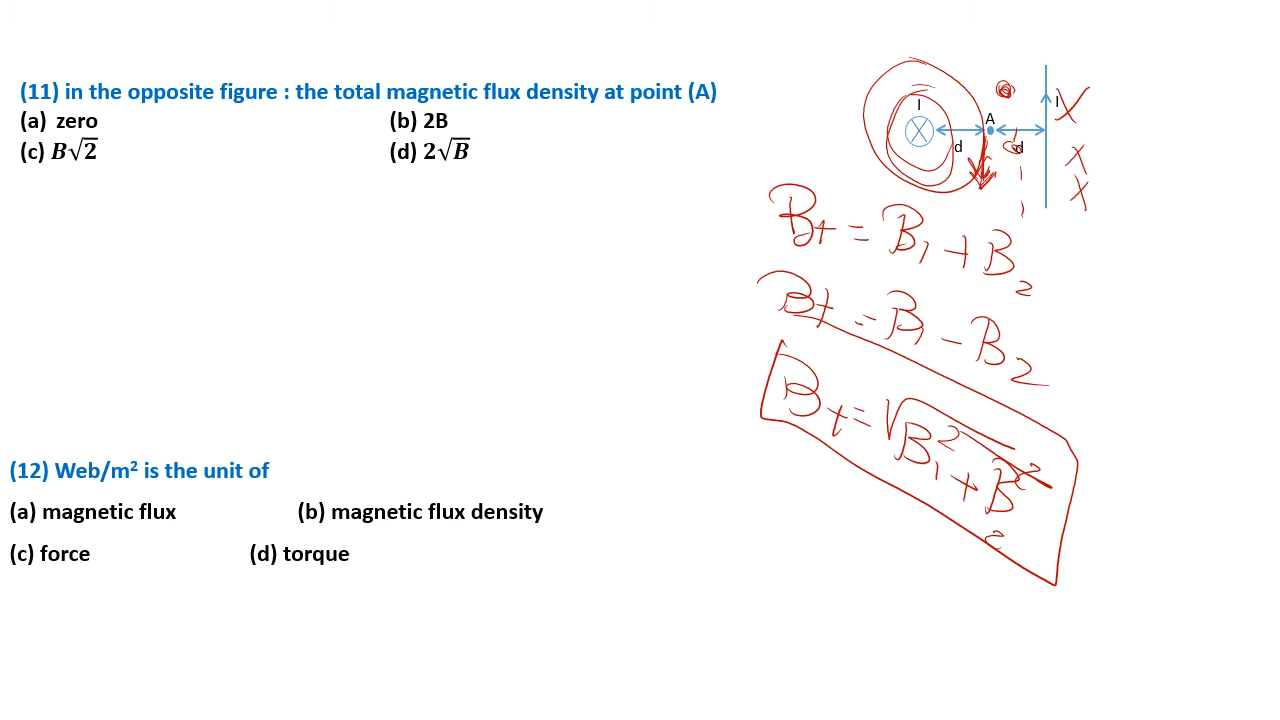 (11) in the opposite figure : the total magnetic flux density at point (A)
(a) zero (b) 2B
(c) B√2 (d) 2√B
I
A
I
d
d
X
X
X
Bt = B₁ + B₂
Bt = B₁ − B₂
Bt = √B₁² + B₂²
(12) Web/m² is the unit of
(a) magnetic flux (b) magnetic flux density
(c) force (d) torque